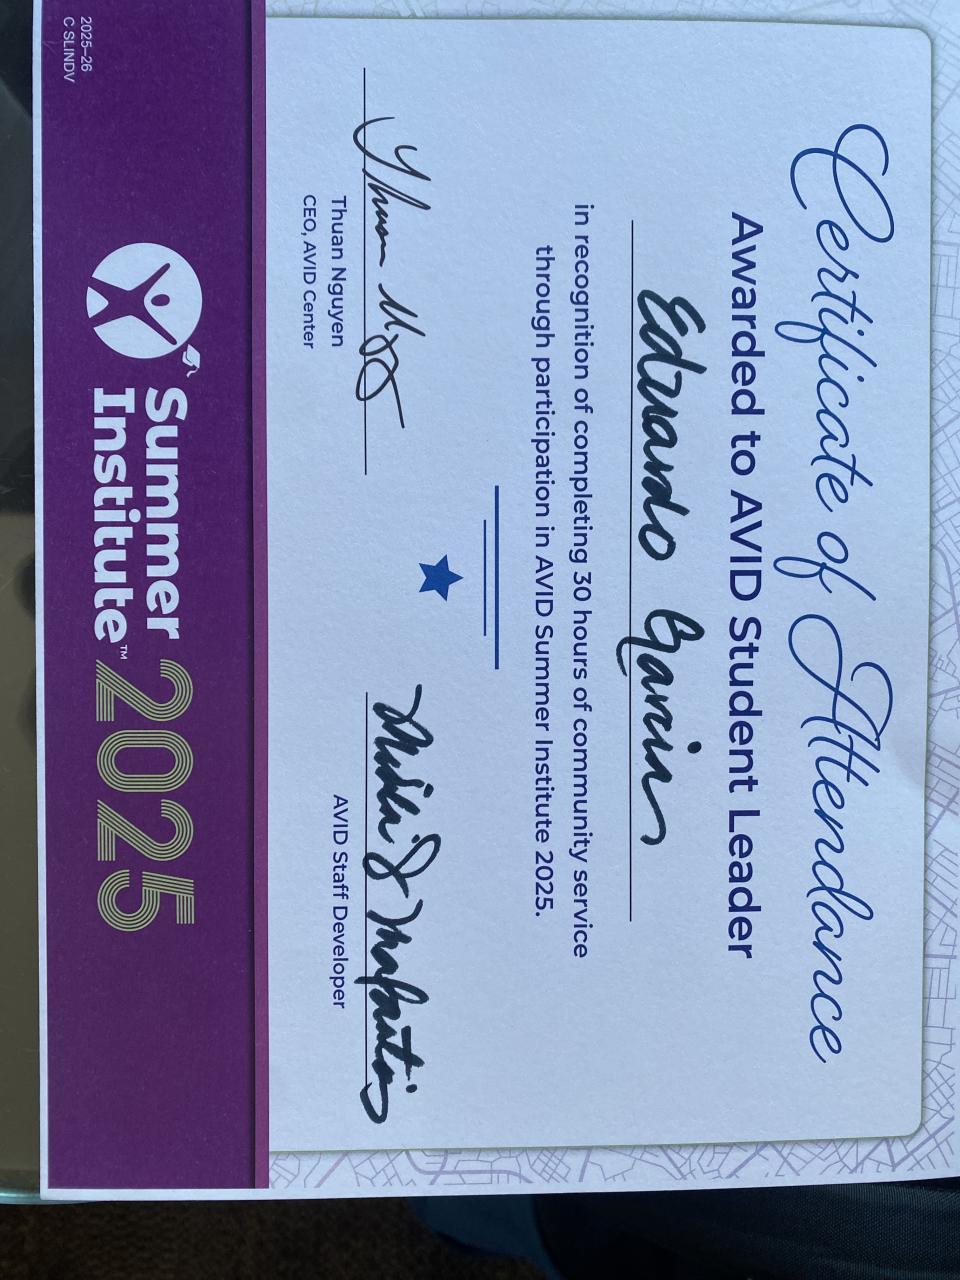 Certificate of Attendance
Awarded to AVID Student Leader
Eduardo Garcia
in recognition of completing 30 hours of community service
through participation in AVID Summer Institute 2025.
Thuan Nguyen
CEO, AVID Center
AVID Staff Developer
2025–26
C SLINDV
Summer
Institute™ 2025